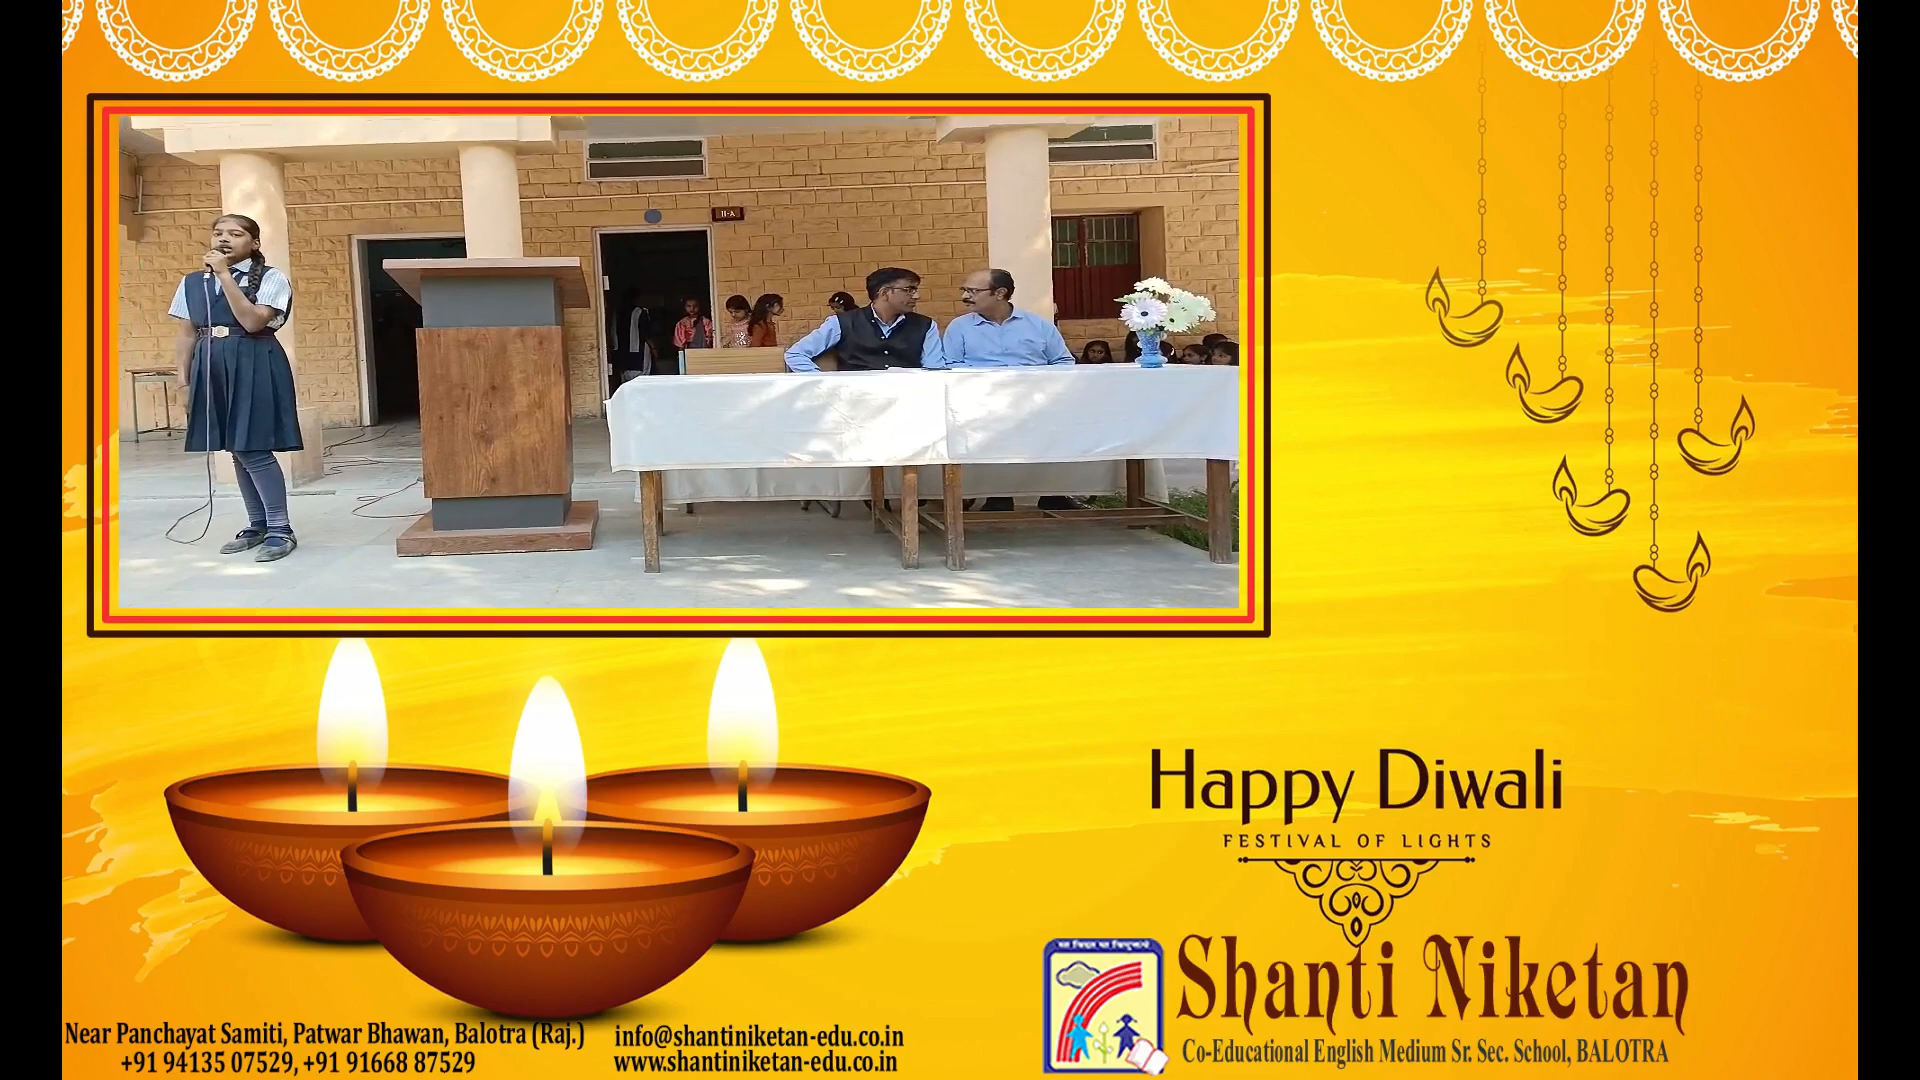 II-A
Happy Diwali
FESTIVAL OF LIGHTS
Shanti Niketan
Co-Educational English Medium Sr. Sec. School, BALOTRA
Near Panchayat Samiti, Patwar Bhawan, Balotra (Raj.)
+91 94135 07529, +91 91668 87529
info@shantiniketan-edu.co.in
www.shantiniketan-edu.co.in